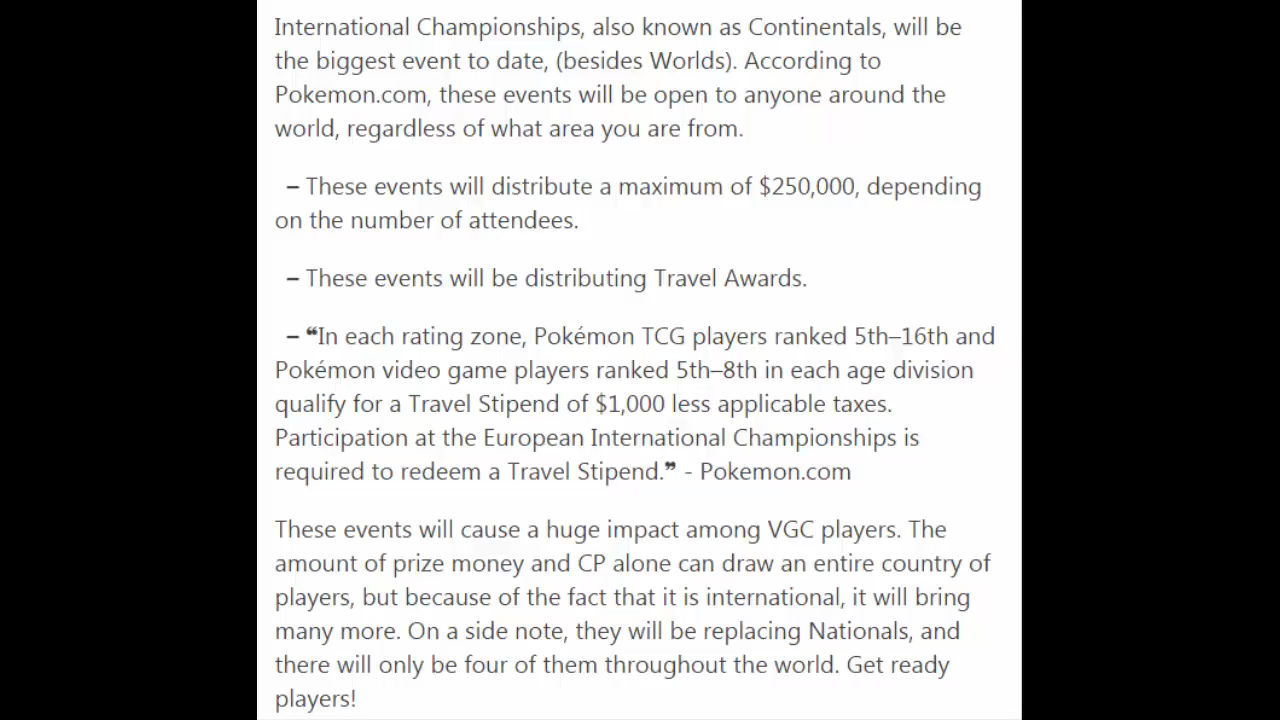 International Championships, also known as Continentals, will be
the biggest event to date, (besides Worlds). According to
Pokemon.com, these events will be open to anyone around the
world, regardless of what area you are from.
– These events will distribute a maximum of $250,000, depending
on the number of attendees.
– These events will be distributing Travel Awards.
– ❝In each rating zone, Pokémon TCG players ranked 5th–16th and
Pokémon video game players ranked 5th–8th in each age division
qualify for a Travel Stipend of $1,000 less applicable taxes.
Participation at the European International Championships is
required to redeem a Travel Stipend.❞ - Pokemon.com
These events will cause a huge impact among VGC players. The
amount of prize money and CP alone can draw an entire country of
players, but because of the fact that it is international, it will bring
many more. On a side note, they will be replacing Nationals, and
there will only be four of them throughout the world. Get ready
players!